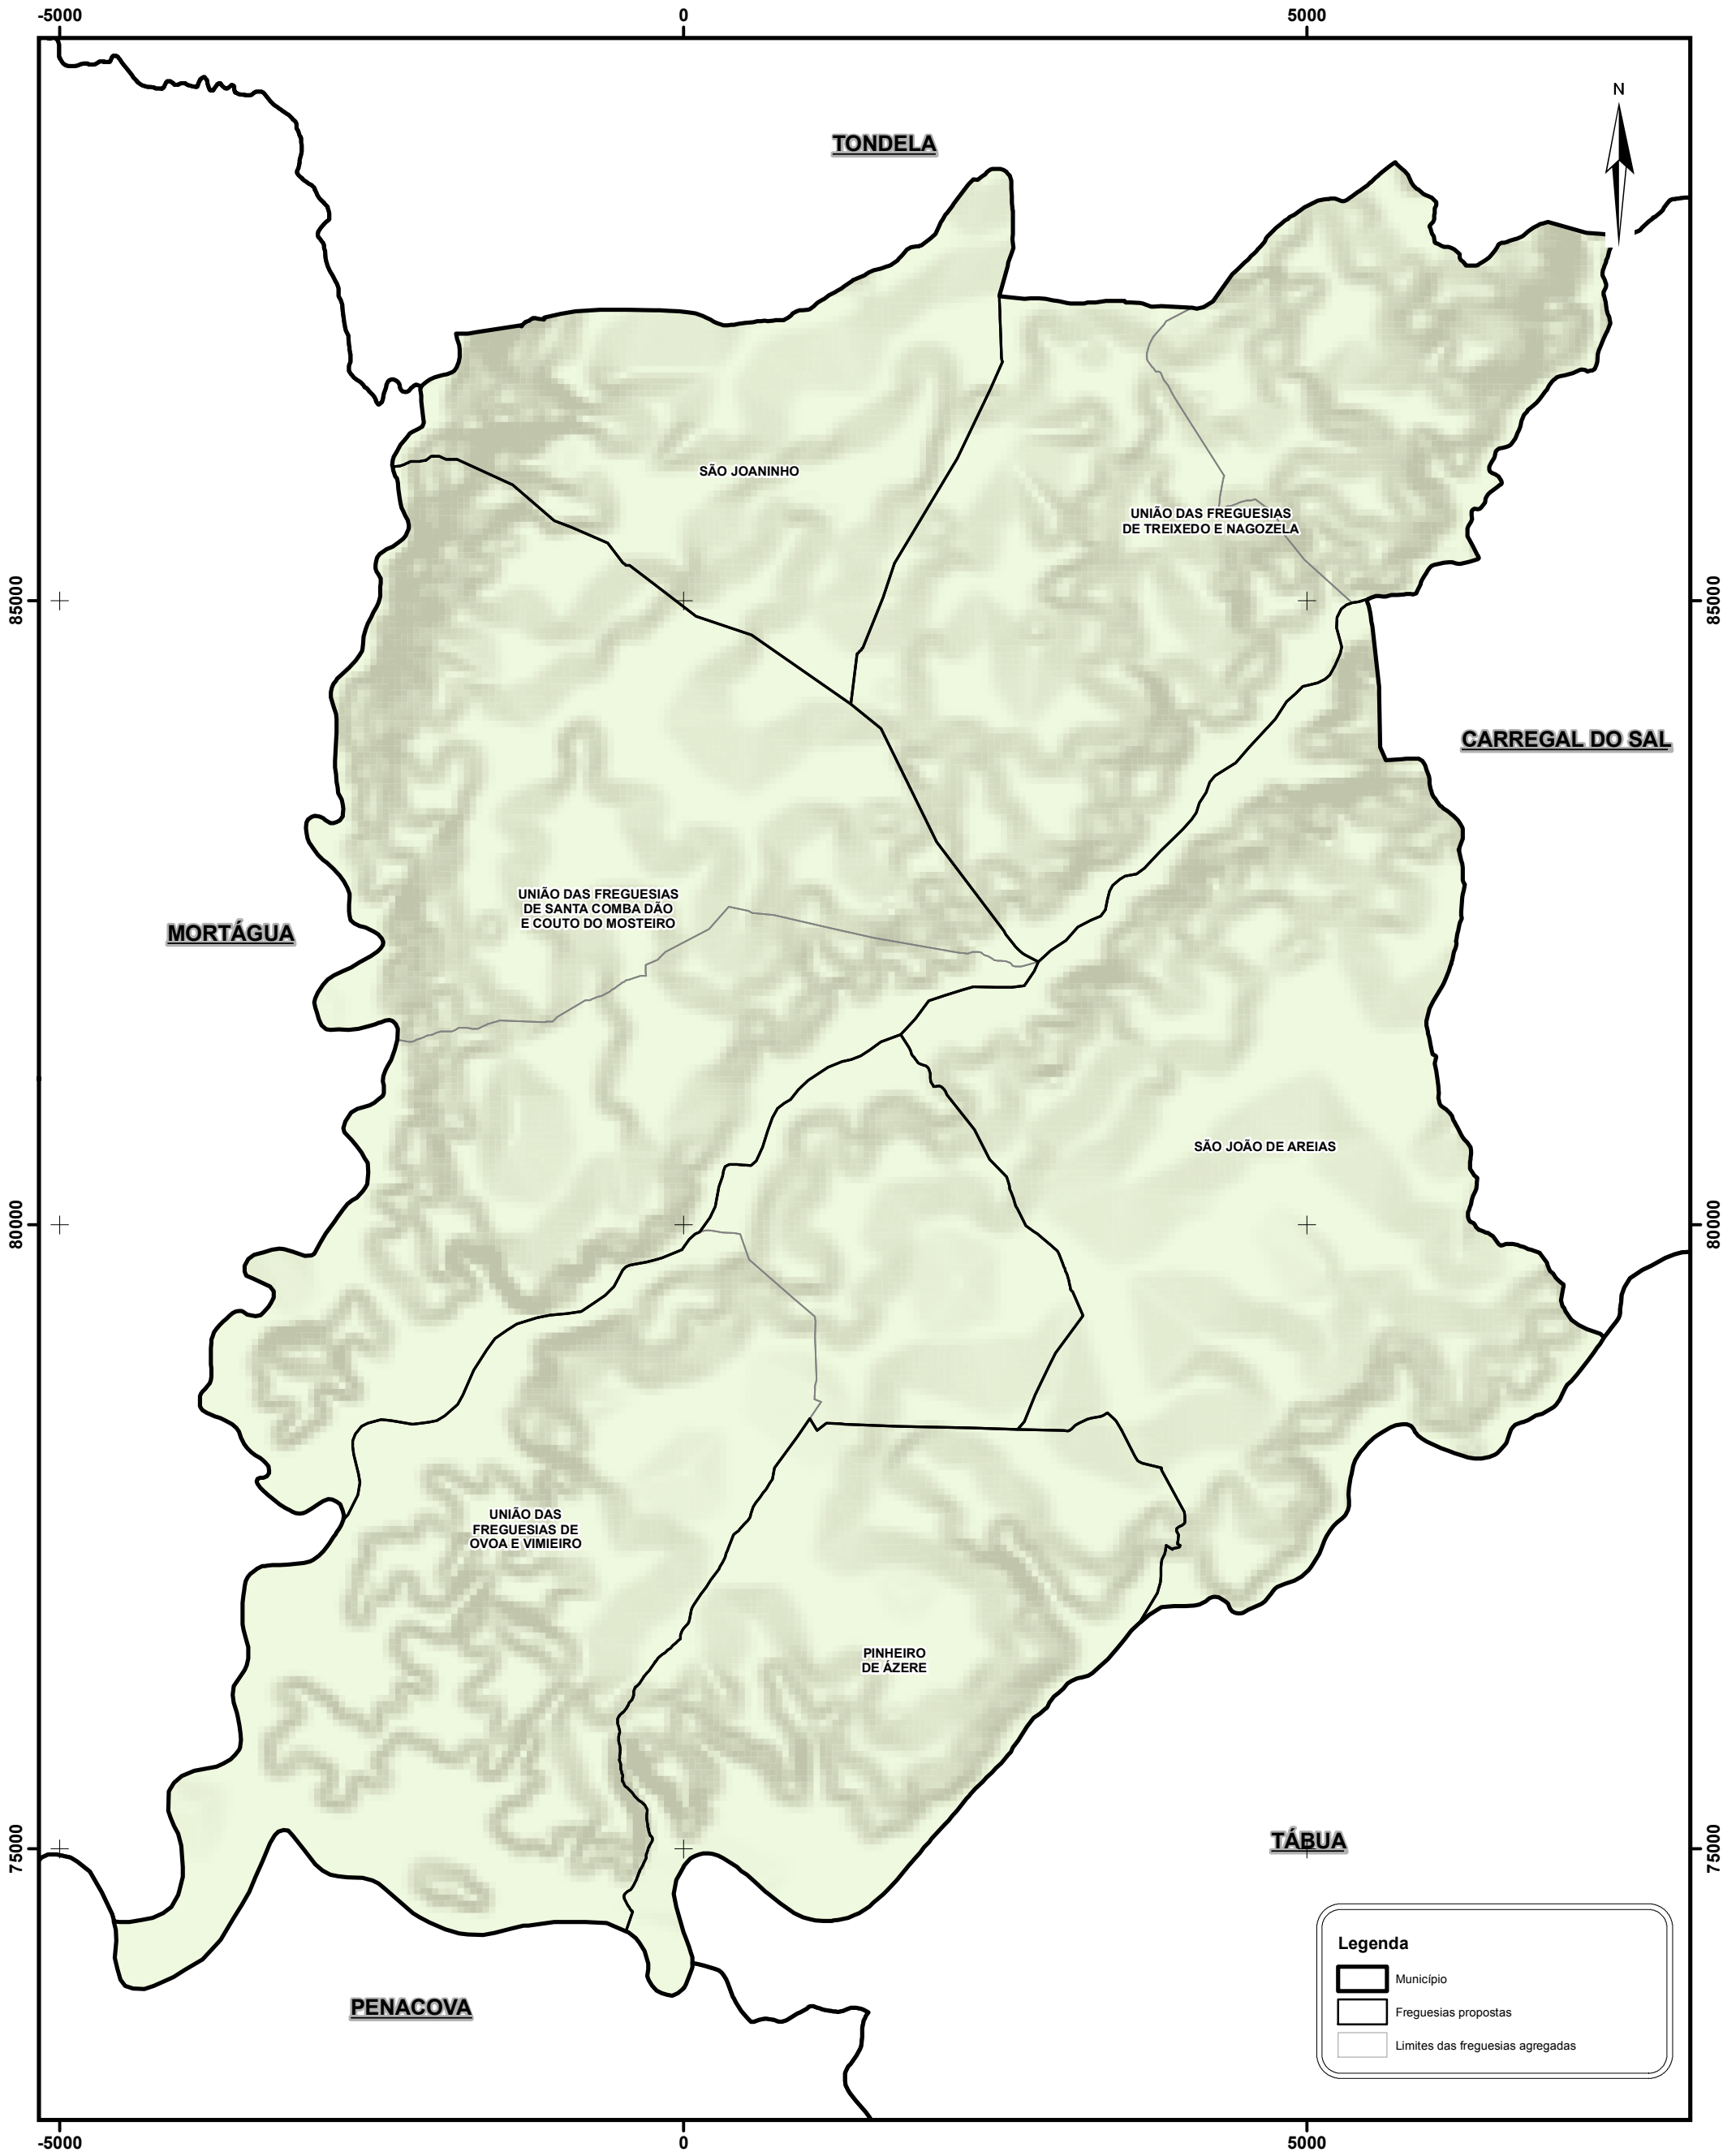 -5000
0
5000
N
TONDELA
SÃO JOANINHO
UNIÃO DAS FREGUESIAS
DE TREIXEDO E NAGOZELA
85000
85000
CARREGAL DO SAL
UNIÃO DAS FREGUESIAS
DE SANTA COMBA DÃO
E COUTO DO MOSTEIRO
MORTÁGUA
SÃO JOÃO DE AREIAS
80000
80000
UNIÃO DAS
FREGUESIAS DE
OVOA E VIMIEIRO
PINHEIRO
DE ÁZERE
TÁBUA
75000
75000
PENACOVA
Legenda
Município
Freguesias propostas
Limites das freguesias agregadas
-5000
0
5000